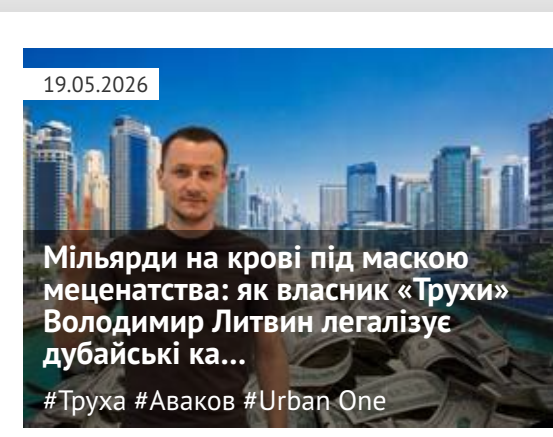 19.05.2026
Мільярди на крові під маскою
меценатства: як власник «Трухи»
Володимир Литвин легалізує
дубайські ка...
#Труха #Аваков #Urban One